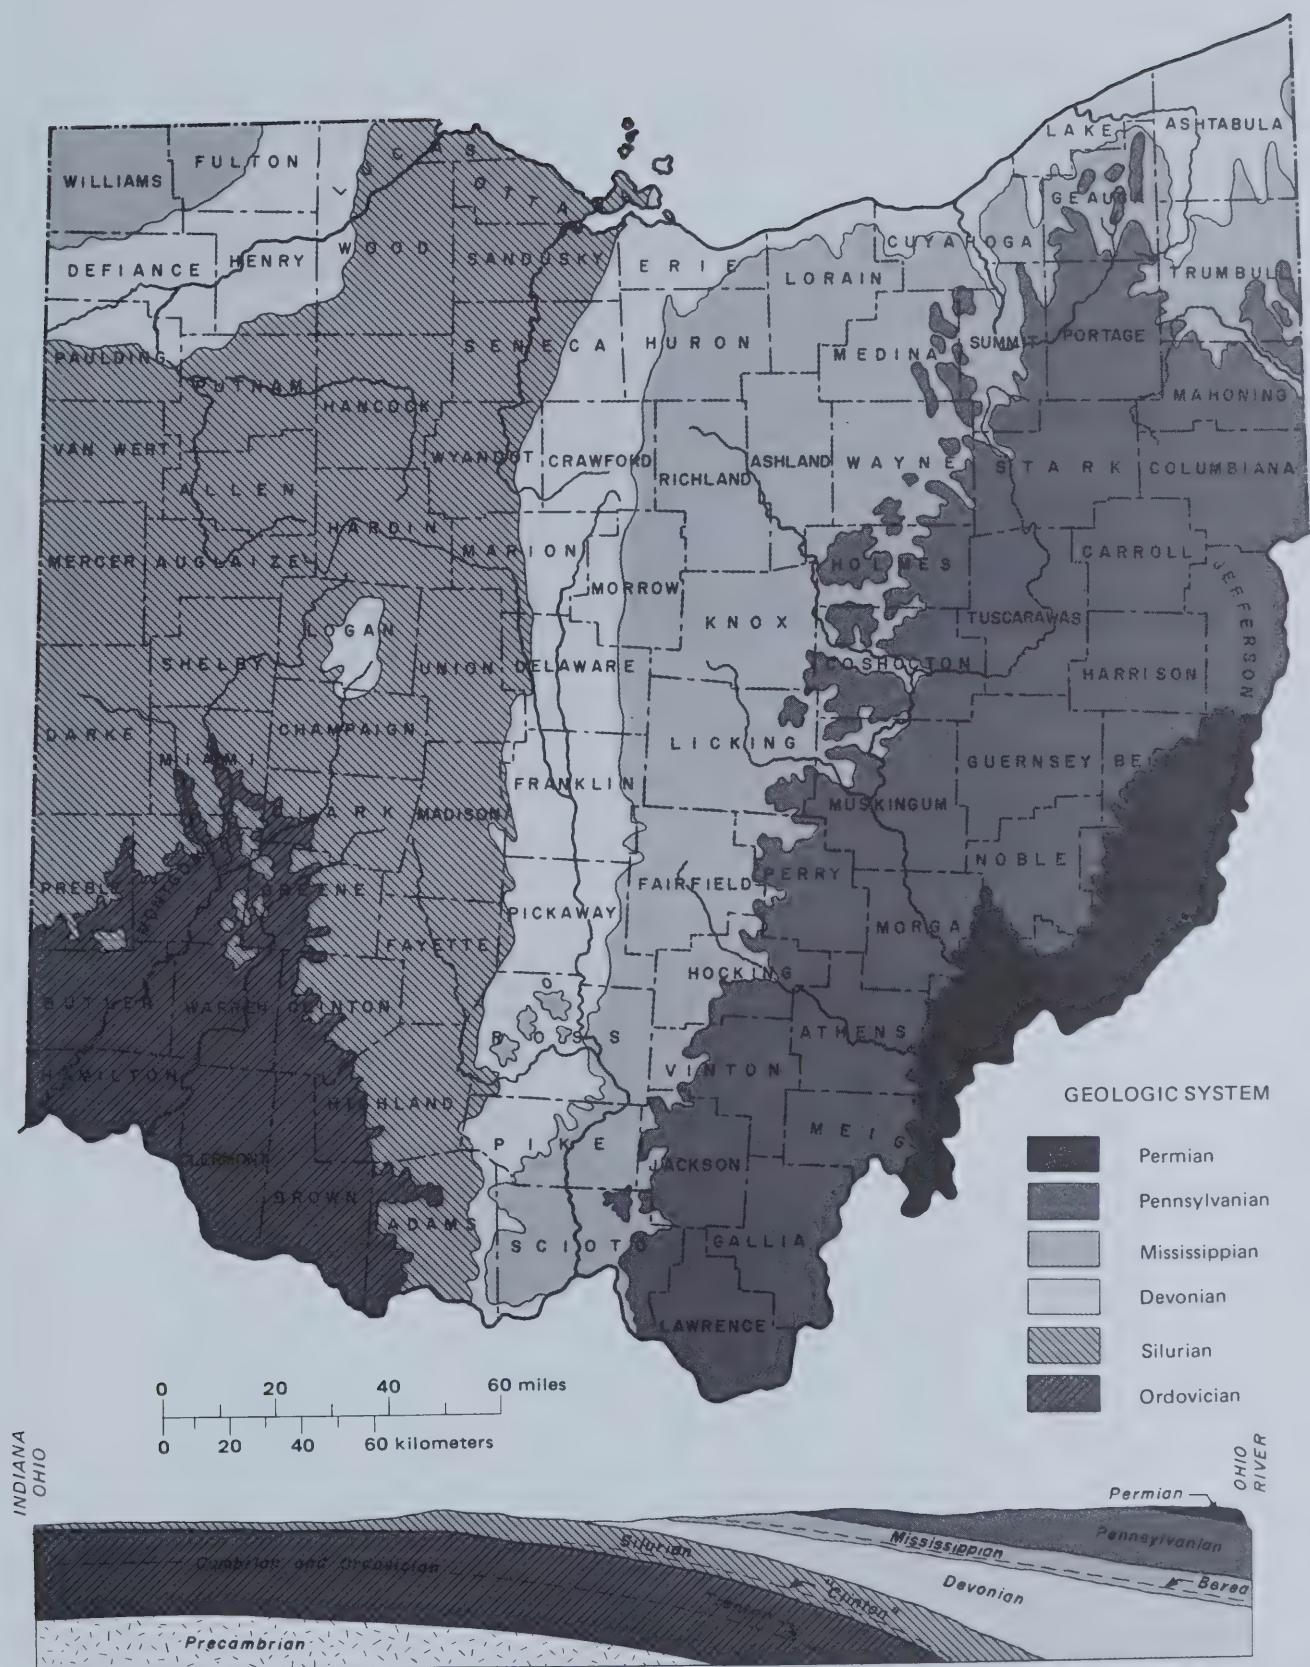 LAKE
ASHTABULA
FULTON
LUCAS
WILLIAMS
OTTAWA
GEAUGA
WOOD
CUYAHOGA
DEFIANCE
HENRY
SANDUSKY
ERIE
LORAIN
TRUMBULL
PAULDING
SENECA
HURON
MEDINA
SUMMIT
PORTAGE
PUTNAM
HANCOCK
MAHONING
VAN WERT
WYANDOT
CRAWFORD
RICHLAND
ASHLAND
WAYNE
STARK
COLUMBIANA
ALLEN
HARDIN
MERCER
AUGLAIZE
MARION
MORROW
HOLMES
CARROLL
JEFFERSON
LOGAN
KNOX
TUSCARAWAS
SHELBY
UNION
DELAWARE
COSHOCTON
HARRISON
DARKE
CHAMPAIGN
MIAMI
LICKING
GUERNSEY
BE
FRANKLIN
CLARK
MADISON
MUSKINGUM
NOBLE
PREBLE
GREENE
FAIRFIELD
PERRY
PICKAWAY
FAYETTE
MORGA
HOCKING
BUTLER
WARREN
CLINTON
ROSS
ATHENS
HAMILTON
VINTON
HIGHLAND
PIKE
MEIG
CLERMONT
JACKSON
BROWN
ADAMS
SCIOTO
GALLIA
LAWRENCE
GEOLOGIC SYSTEM
Permian
Pennsylvanian
Mississippian
Devonian
Silurian
Ordovician
0 20 40 60 miles
0 20 40 60 kilometers
INDIANA
OHIO
OHIO
RIVER
Permian
Pennsylvanian
Mississippian
Silurian
Berea
Cambrian and Ordovician
"Clinton"
Devonian
Precambrian